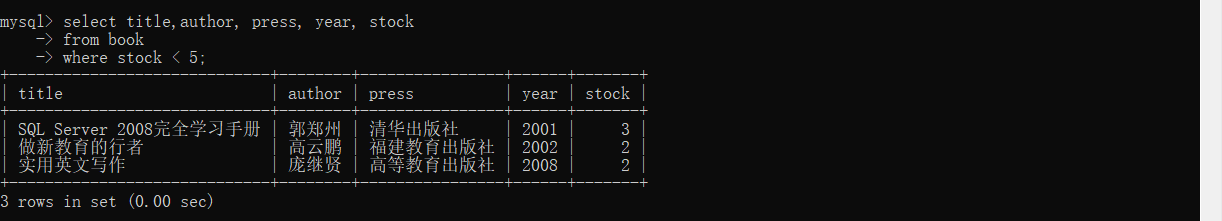 mysql> select title,author, press, year, stock
    -> from book
    -> where stock < 5;
+-----------------------------+--------+----------------+------+-------+
| title                       | author | press          | year | stock |
+-----------------------------+--------+----------------+------+-------+
| SQL Server 2008完全学习手册 | 郭郑州 | 清华出版社     | 2001 |     3 |
| 做新教育的行者              | 高云鹏 | 福建教育出版社 | 2002 |     2 |
| 实用英文写作                | 庞继贤 | 高等教育出版社 | 2008 |     2 |
+-----------------------------+--------+----------------+------+-------+
3 rows in set (0.00 sec)